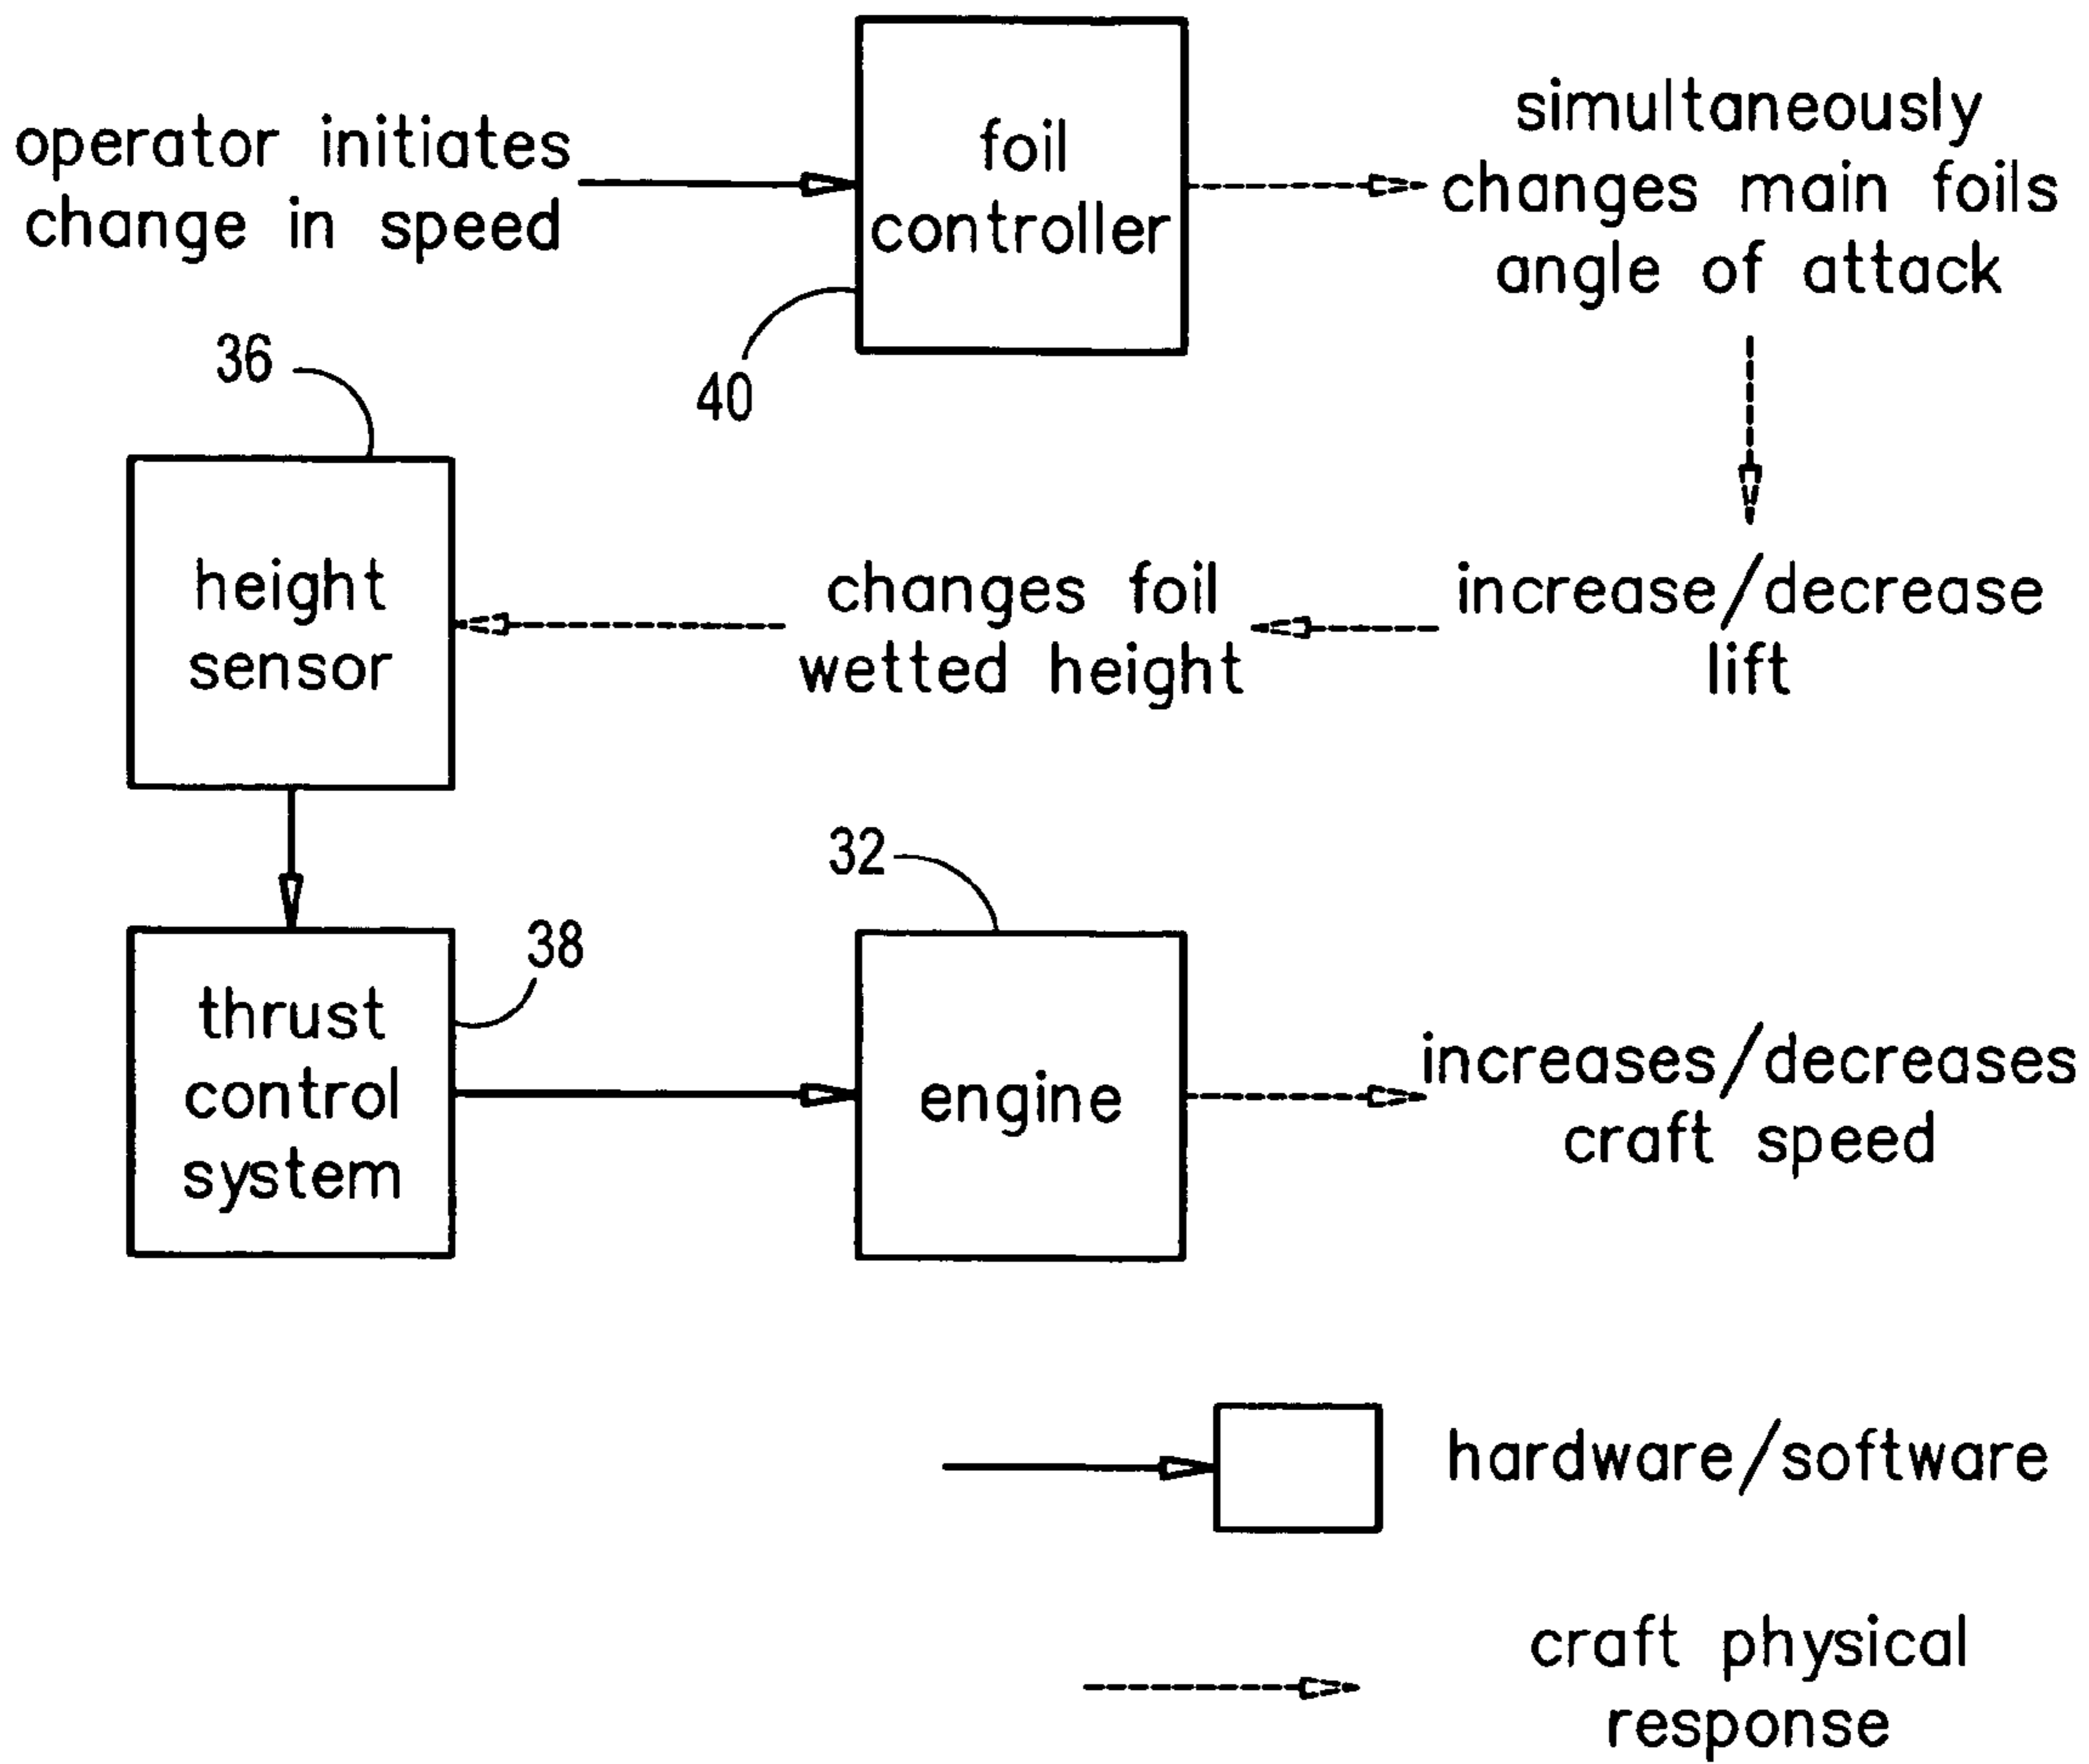 operator initiates
change in speed
foil
controller
40
simultaneously
changes main foils
angle of attack
increase/decrease
lift
changes foil
wetted height
36
height
sensor
thrust
control
system
38
32
engine
increases/decreases
craft speed
hardware/software
craft physical
response